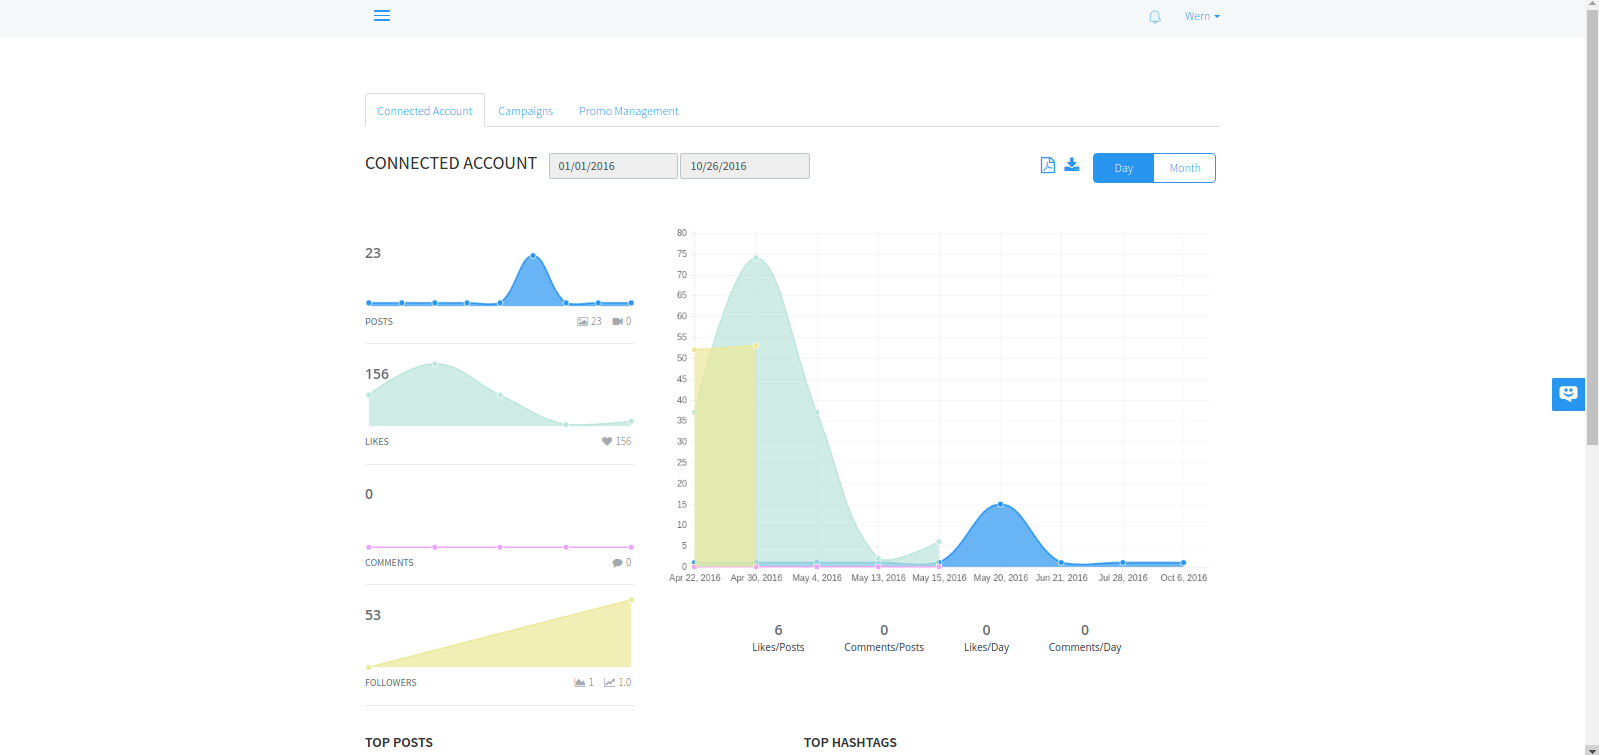 Wern
Connected Account Campaigns Promo Management
CONNECTED ACCOUNT 01/01/2016 10/26/2016 Day Month
23
POSTS 23 0
156
LIKES 156
0
COMMENTS 0
53
FOLLOWERS 1 1.0
80
75
70
65
60
55
50
45
40
35
30
25
20
15
10
5
0
Apr 22, 2016 Apr 30, 2016 May 4, 2016 May 13, 2016 May 15, 2016 May 20, 2016 Jun 21, 2016 Jul 28, 2016 Oct 6, 2016
6 0 0 0
Likes/Posts Comments/Posts Likes/Day Comments/Day
TOP POSTS TOP HASHTAGS